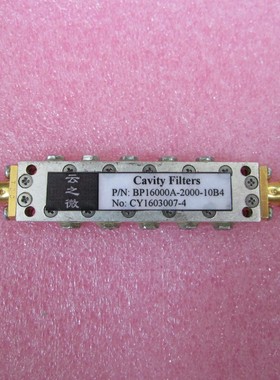 云之微
Cavity Filters
P/N: BP16000A-2000-10B4
No: CY1603007-4